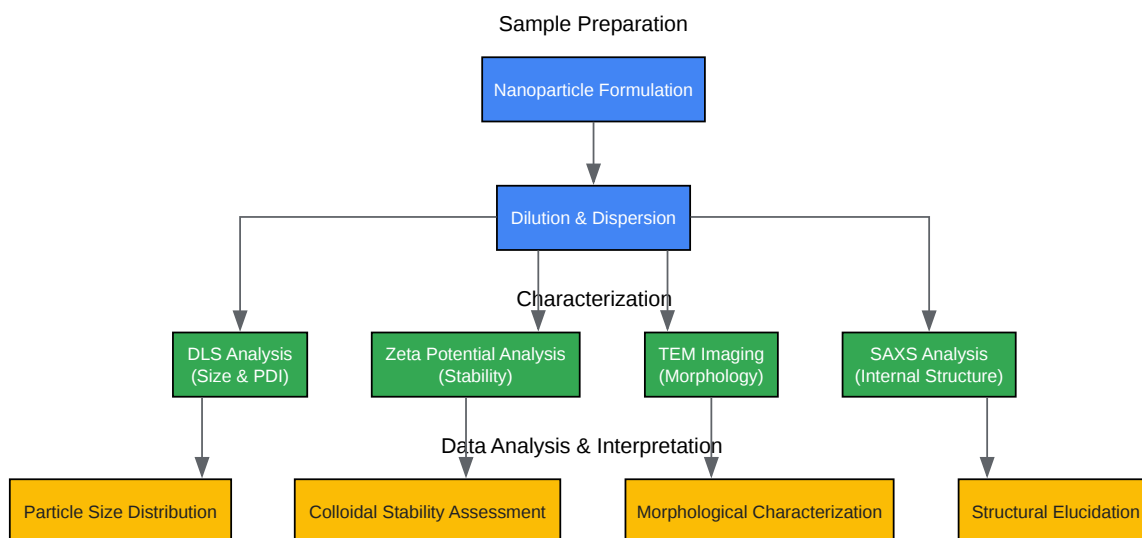 Sample Preparation
Nanoparticle Formulation
Dilution & Dispersion
Characterization
DLS Analysis
(Size & PDI)
Zeta Potential Analysis
(Stability)
TEM Imaging
(Morphology)
SAXS Analysis
(Internal Structure)
Data Analysis & Interpretation
Particle Size Distribution
Colloidal Stability Assessment
Morphological Characterization
Structural Elucidation